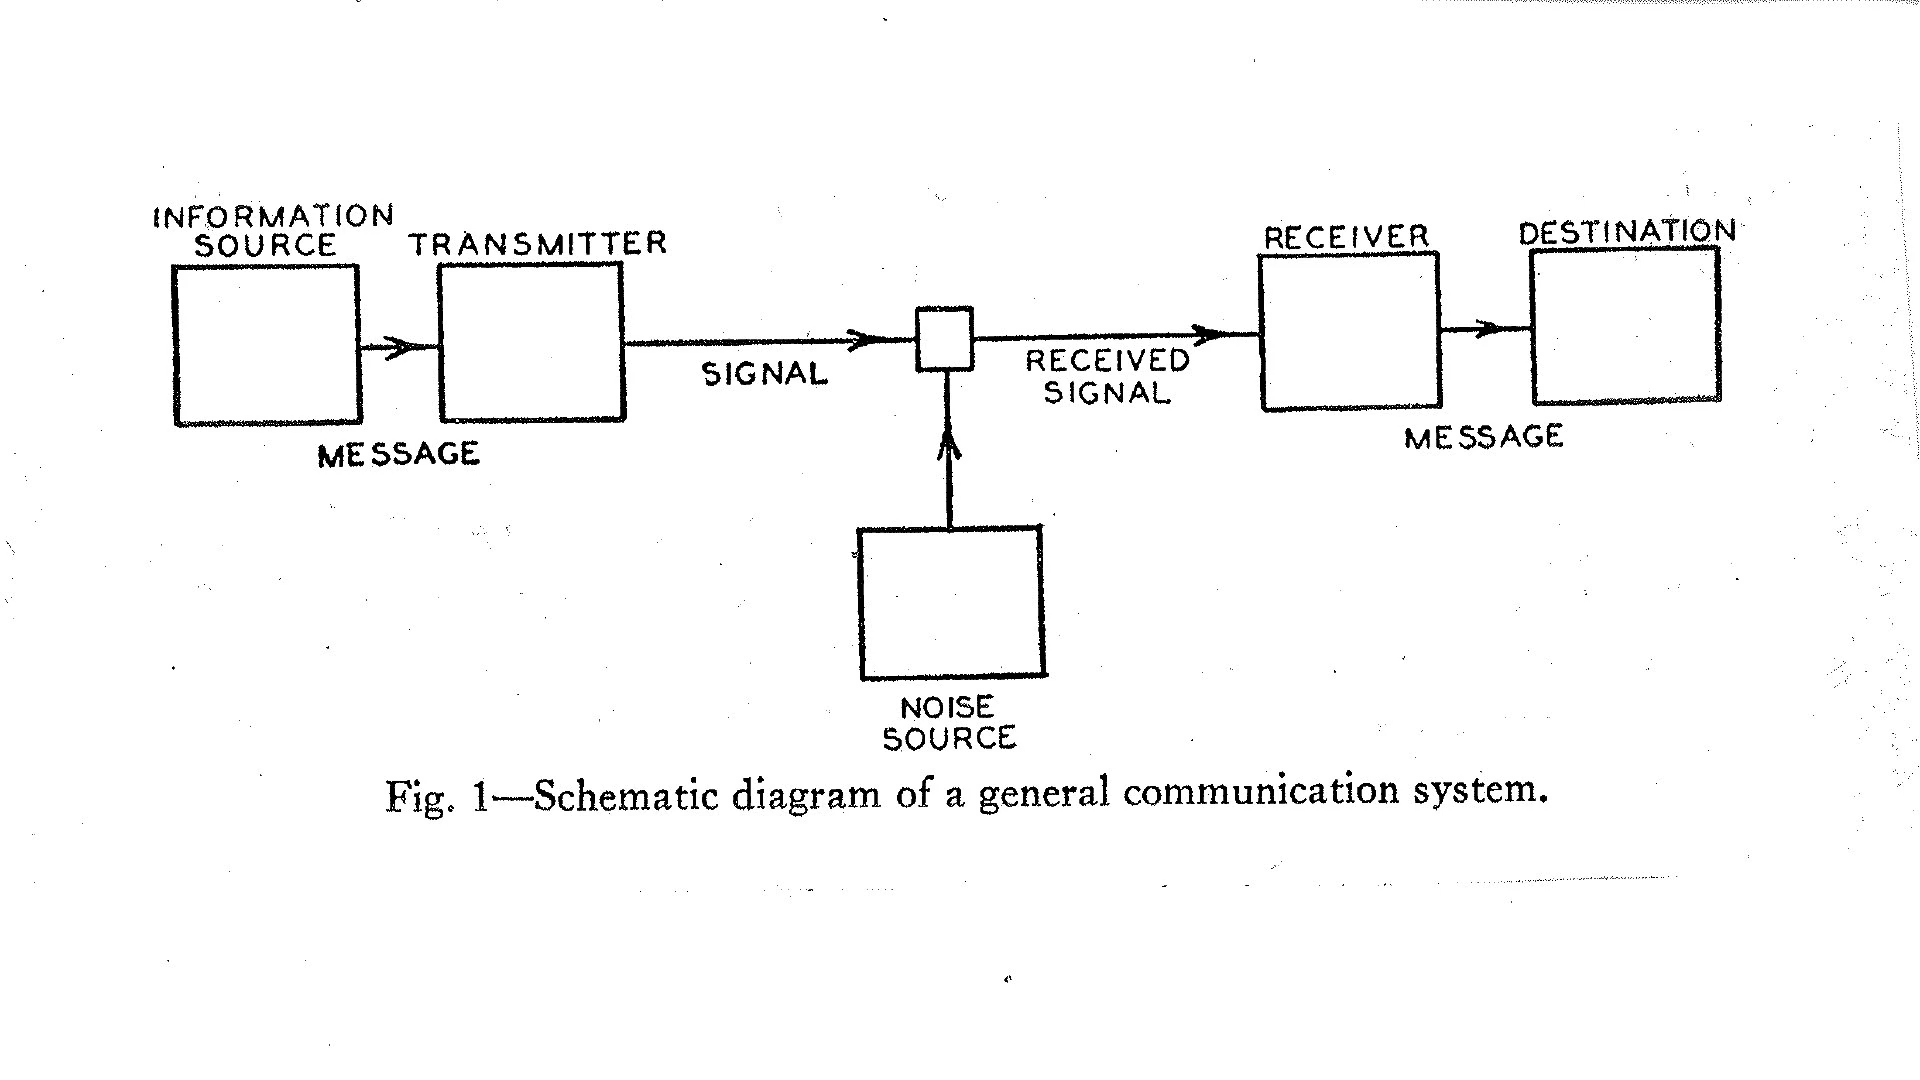 INFORMATION
SOURCE
TRANSMITTER
RECEIVER
DESTINATION
SIGNAL
RECEIVED
SIGNAL
MESSAGE
MESSAGE
NOISE
SOURCE
Fig. 1—Schematic diagram of a general communication system.